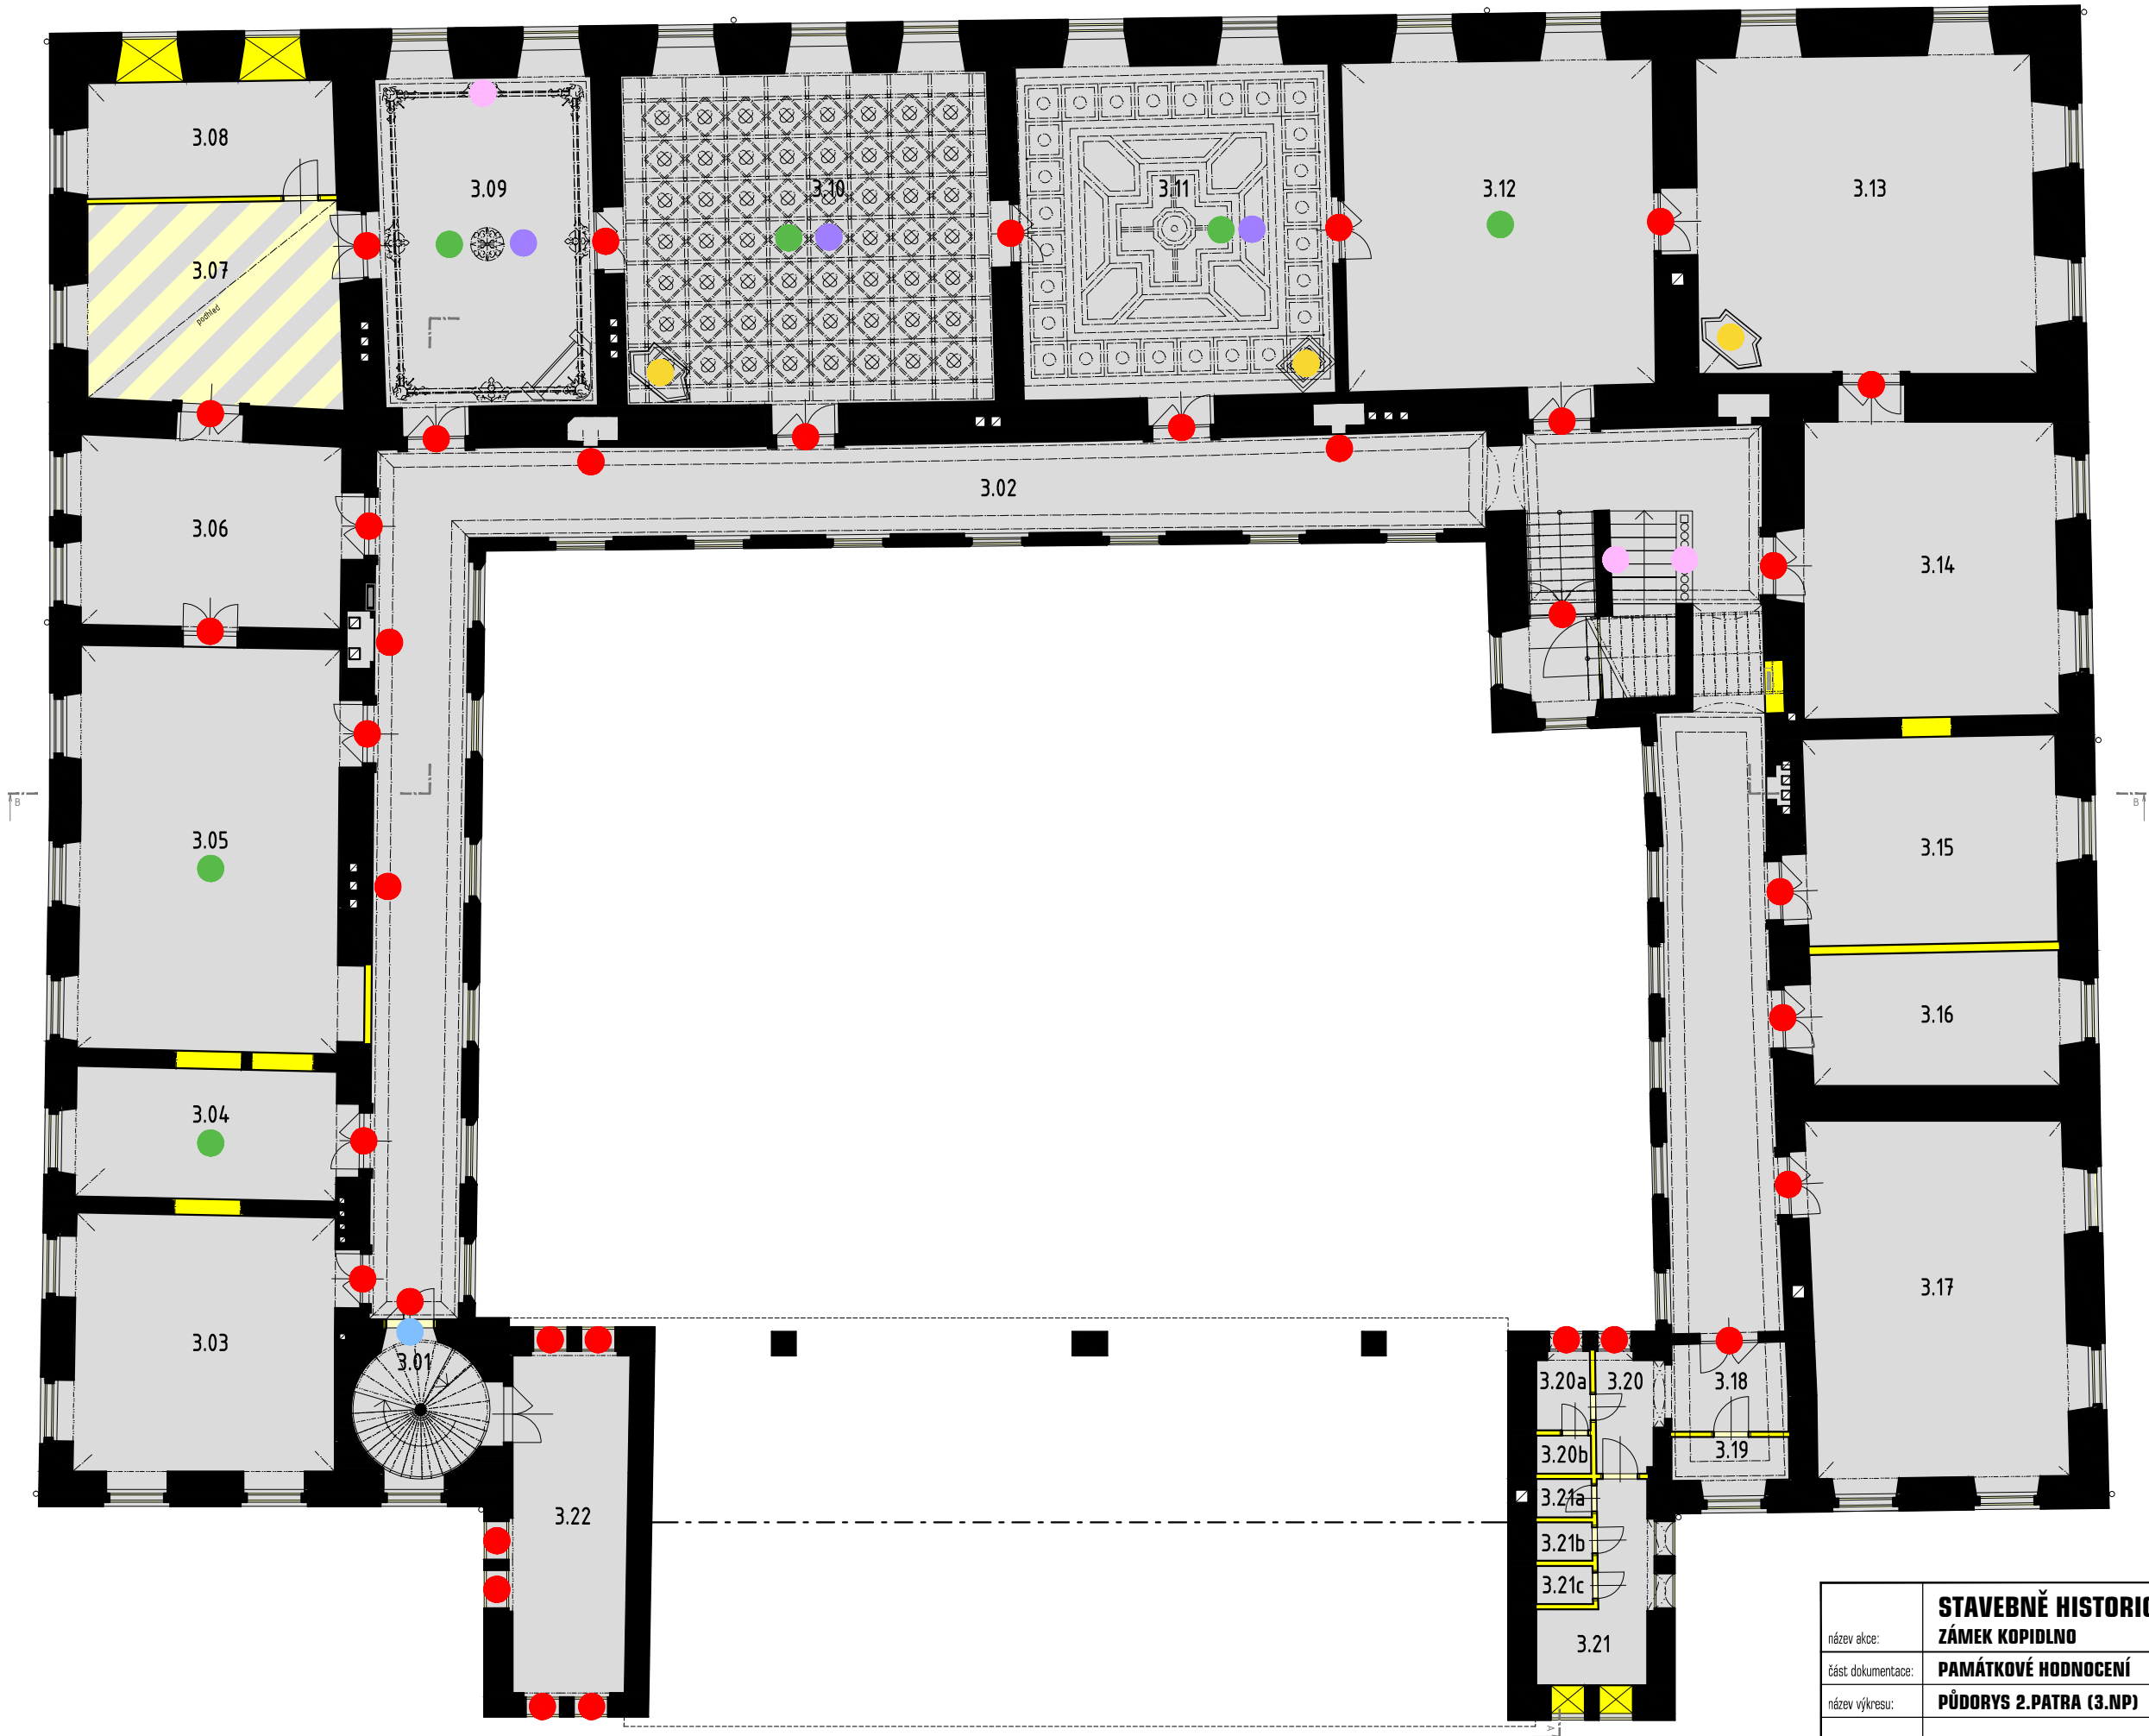 3.08
3.09
3.10
3.11
3.12
3.13
3.07
podhled
3.02
3.06
3.14
B
B
3.05
3.15
3.16
3.04
3.17
3.03
3.01
3.20a
3.20
3.18
3.20b
3.19
3.21a
3.22
3.21b
3.21c
3.21
A
STAVEBNĚ HISTORIC
název akce: ZÁMEK KOPIDLNO
část dokumentace: PAMÁTKOVÉ HODNOCENÍ
název výkresu: PŮDORYS 2.PATRA (3.NP)